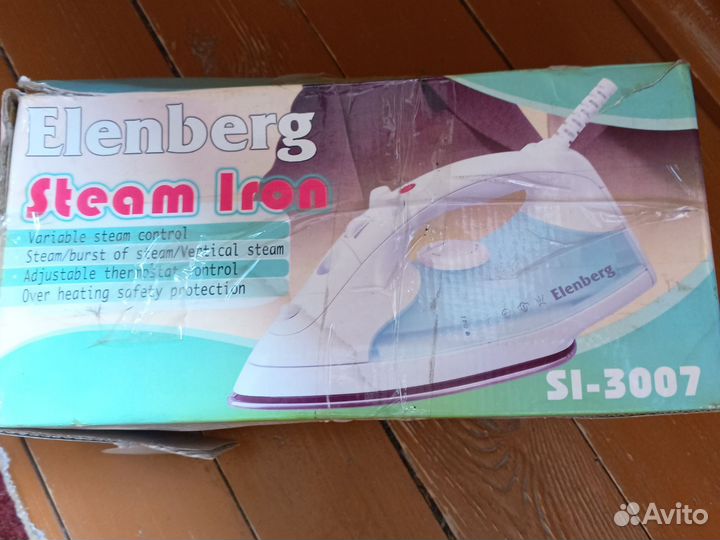 Elenberg
Steam Iron
Variable steam control
Steam/burst of steam/Vertical steam
Adjustable thermostat control
Over heating safety protection
Elenberg
SI-3007
Avito